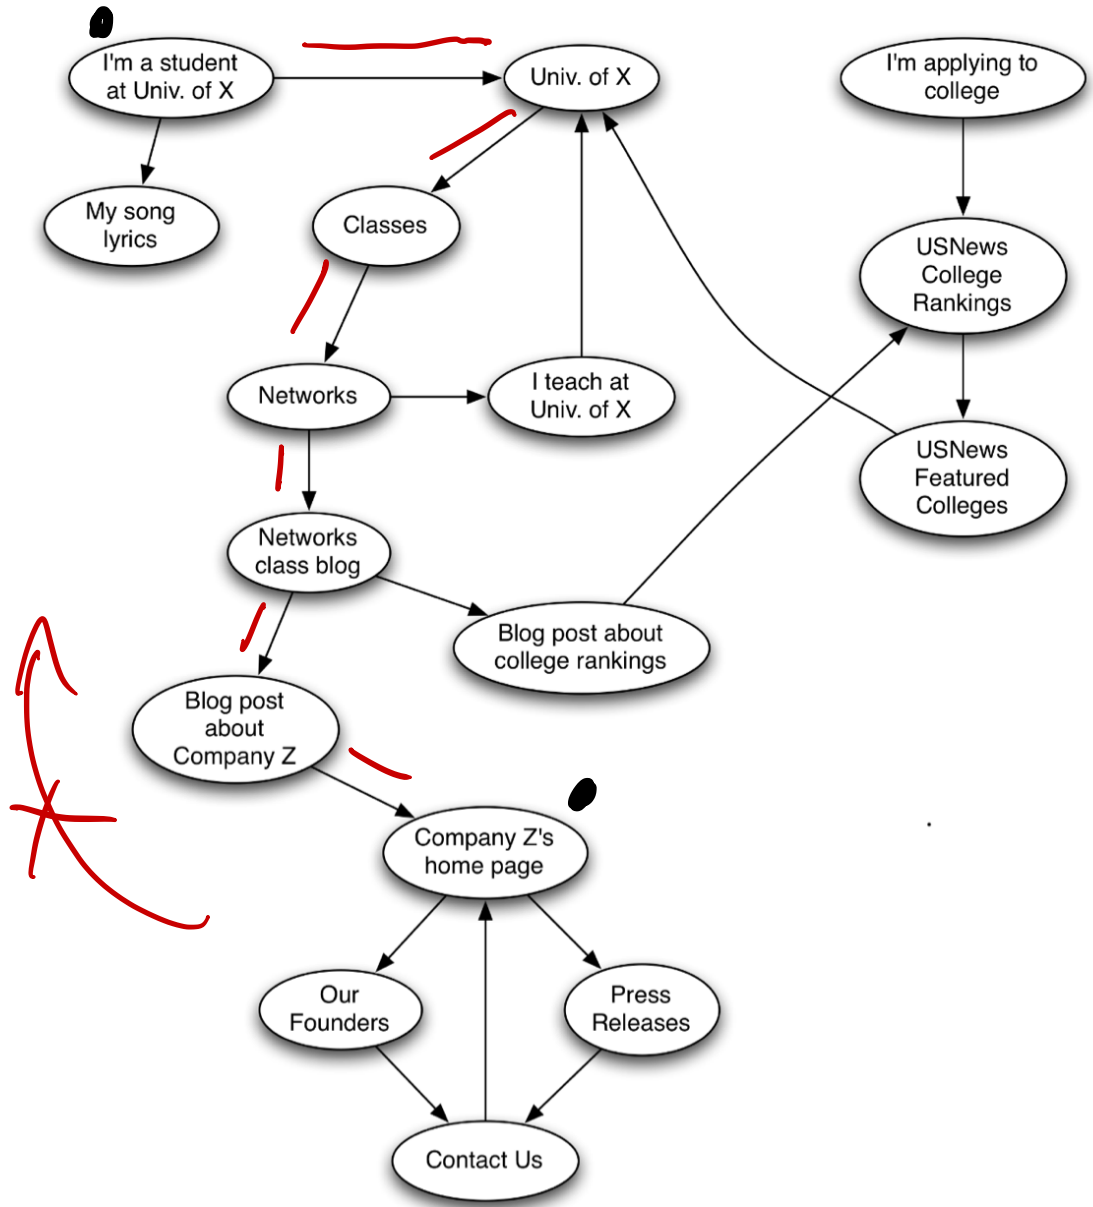 I'm a student
at Univ. of X
Univ. of X
I'm applying to
college
My song
lyrics
Classes
USNews
College
Rankings
Networks
I teach at
Univ. of X
USNews
Featured
Colleges
Networks
class blog
Blog post about
college rankings
Blog post
about
Company Z
Company Z's
home page
Our
Founders
Press
Releases
Contact Us